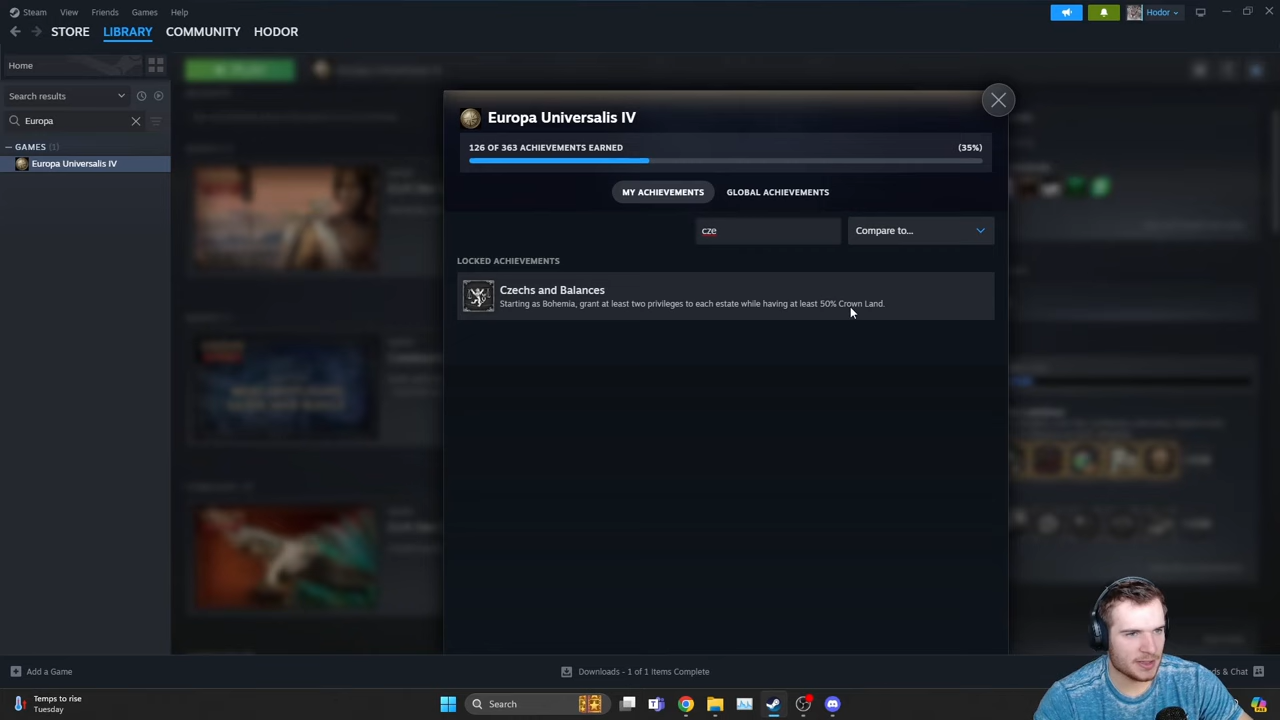 Steam View Friends Games Help
Hodor
STORE LIBRARY COMMUNITY HODOR
Home
Search results
Europa
GAMES (1)
Europa Universalis IV
Europa Universalis IV
126 OF 363 ACHIEVEMENTS EARNED (35%)
MY ACHIEVEMENTS GLOBAL ACHIEVEMENTS
cze Compare to...
LOCKED ACHIEVEMENTS
Czechs and Balances
Starting as Bohemia, grant at least two privileges to each estate while having at least 50% Crown Land.
Add a Game Downloads - 1 of 1 Items Complete & Chat
Temps to rise
Tuesday
Search